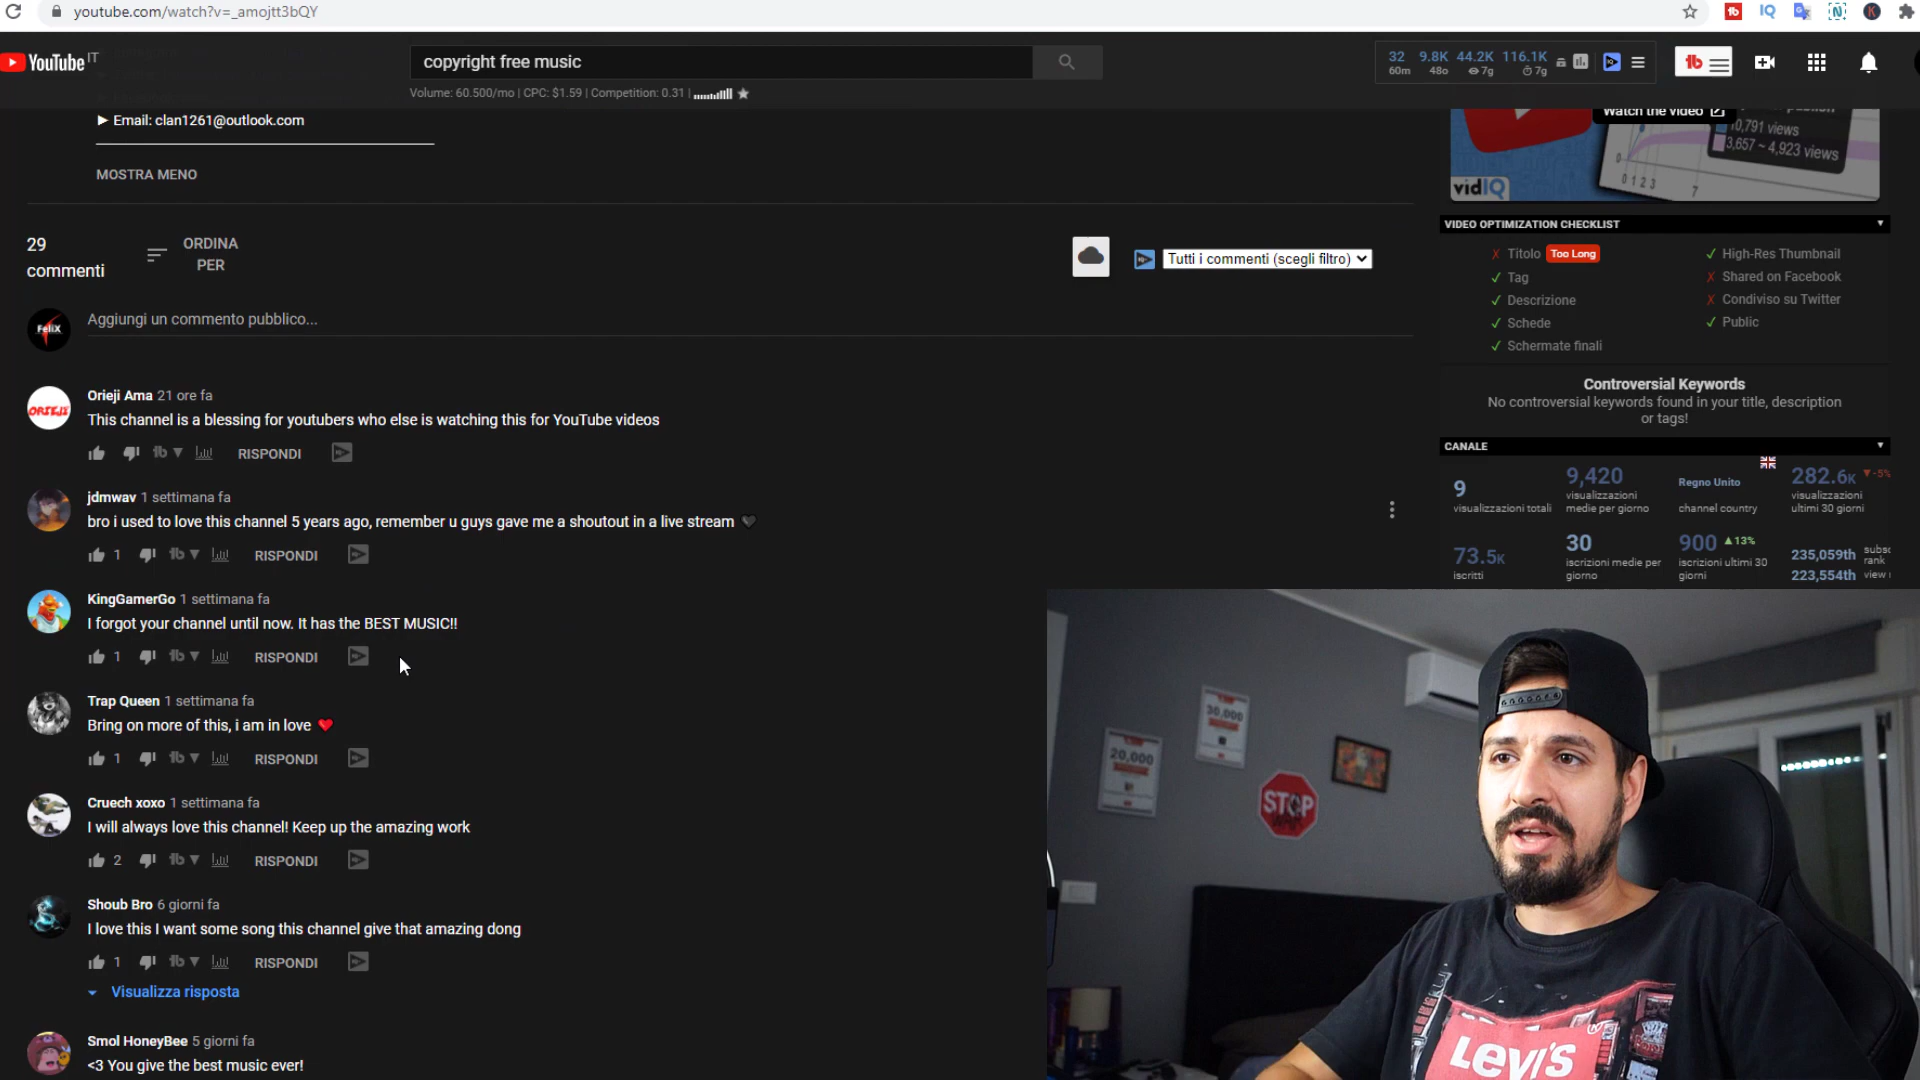 youtube.com/watch?v=_amojtt3bQY
YouTube IT
copyright free music
Volume: 60.500/mo | CPC: $1.59 | Competition: 0.31 |
32 9.8K 44.2K 116.1K
60m 48o 7g 7g
► Email: clan1261@outlook.com
MOSTRA MENO
29 commenti
ORDINA PER
Tutti i commenti (scegli filtro)
FeliX
Aggiungi un commento pubblico...
ORIEJI
Orieji Ama 21 ore fa
This channel is a blessing for youtubers who else is watching this for YouTube videos
RISPONDI
jdmwav 1 settimana fa
bro i used to love this channel 5 years ago, remember u guys gave me a shoutout in a live stream 🖤
1 RISPONDI
KingGamerGo 1 settimana fa
I forgot your channel until now. It has the BEST MUSIC!!
1 RISPONDI
Trap Queen 1 settimana fa
Bring on more of this, i am in love ❤
1 RISPONDI
Cruech xoxo 1 settimana fa
I will always love this channel! Keep up the amazing work
2 RISPONDI
Shoub Bro 6 giorni fa
I love this I want some song this channel give that amazing dong
1 RISPONDI
Visualizza risposta
Smol HoneyBee 5 giorni fa
<3 You give the best music ever!
Watch the video
10,791 views
3,657 ~ 4,923 views
0 1 2 3 7
vidIQ
VIDEO OPTIMIZATION CHECKLIST
✗ Titolo Too Long
✓ Tag
✓ Descrizione
✓ Schede
✓ Schermate finali
✓ High-Res Thumbnail
✗ Shared on Facebook
✗ Condiviso su Twitter
✓ Public
Controversial Keywords
No controversial keywords found in your title, description
or tags!
CANALE
9 visualizzazioni totali
9,420 visualizzazioni medie per giorno
Regno Unito channel country
282.6K ▼-5% visualizzazioni ultimi 30 giorni
73.5K iscritti
30 iscrizioni medie per giorno
900 ▲13% iscrizioni ultimi 30 giorni
235,059th subsc rank
223,554th view
20,000
30,000
STOP
Levi's